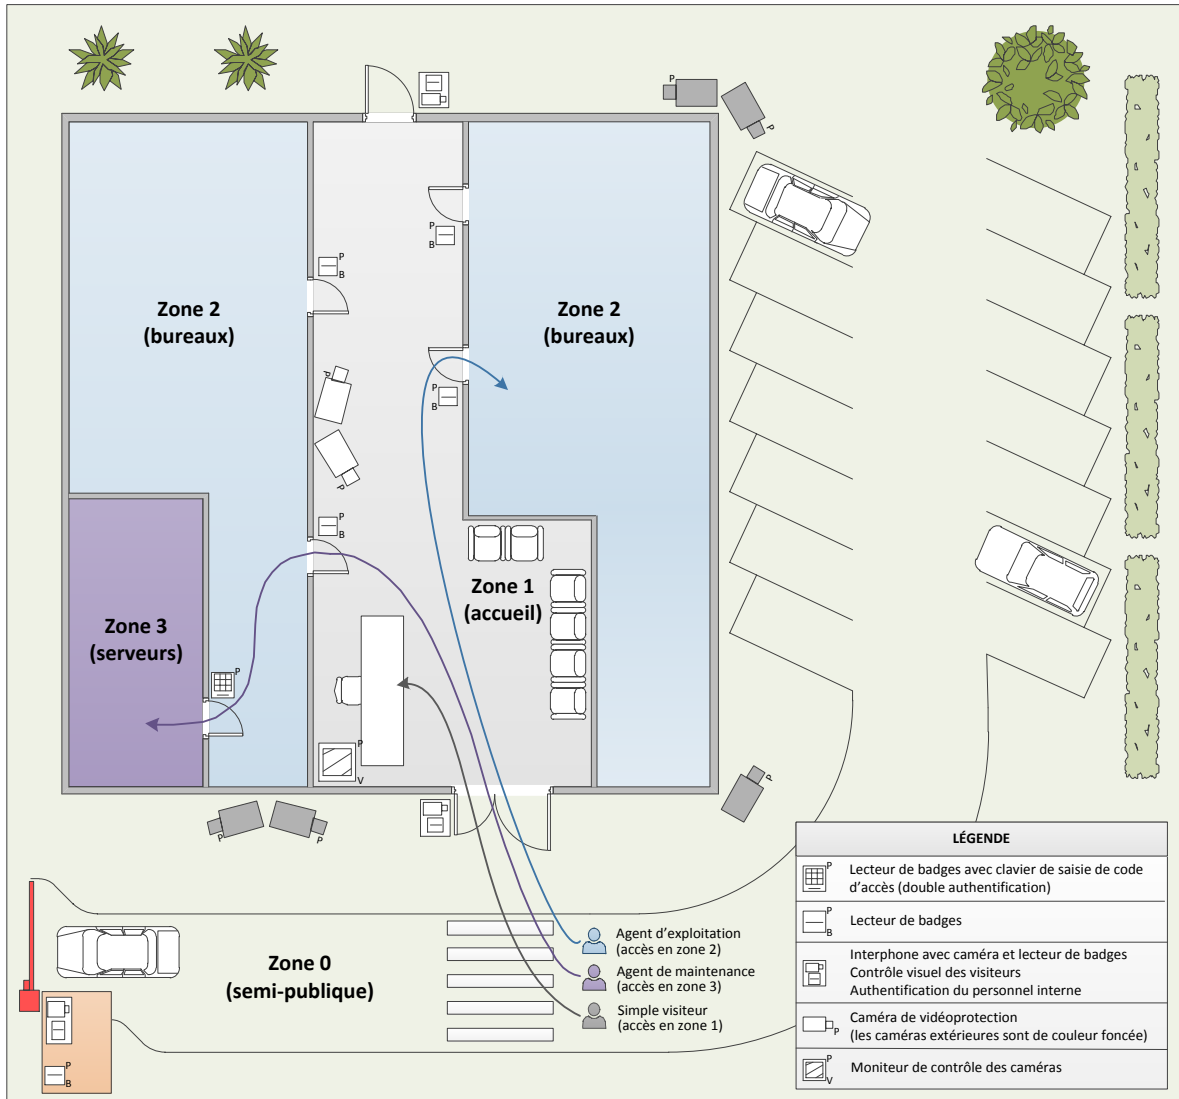 P
P
P
B
P
B
Zone 2
(bureaux)
Zone 2
(bureaux)
P
B
P
P
P
B
Zone 1
(accueil)
Zone 3
(serveurs)
P
P
V
P
P
P
LÉGENDE
P
Lecteur de badges avec clavier de saisie de code
d'accès (double authentification)
P
B
Lecteur de badges
Interphone avec caméra et lecteur de badges
Contrôle visuel des visiteurs
Authentification du personnel interne
P
Caméra de vidéoprotection
(les caméras extérieures sont de couleur foncée)
P
V
Moniteur de contrôle des caméras
Agent d'exploitation
(accès en zone 2)
Agent de maintenance
(accès en zone 3)
Simple visiteur
(accès en zone 1)
Zone 0
(semi-publique)
P
B